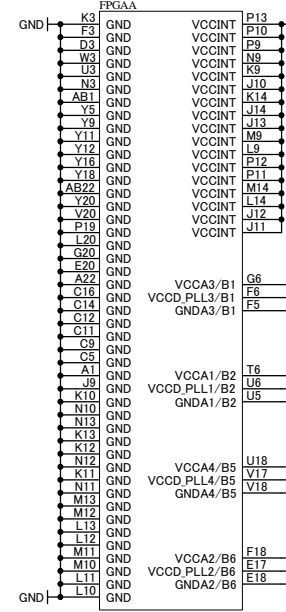 FPGAA
GND K3 GND VCCINT P13
F3 GND VCCINT P10
D3 GND VCCINT P9
W3 GND VCCINT N9
U3 GND VCCINT K9
N3 GND VCCINT J10
AB1 GND VCCINT K14
Y5 GND VCCINT J14
Y9 GND VCCINT J13
Y11 GND VCCINT M9
Y12 GND VCCINT L9
Y16 GND VCCINT P12
Y18 GND VCCINT P11
AB22 GND VCCINT M14
Y20 GND VCCINT L14
V20 GND VCCINT J12
P19 GND VCCINT J11
L20 GND
G20 GND
E20 GND
A22 GND VCCA3/B1 G6
C16 GND VCCD_PLL3/B1 F6
C14 GND GNDA3/B1 F5
C12 GND
C11 GND
C9 GND
C5 GND
A1 GND VCCA1/B2 T6
J9 GND VCCD_PLL1/B2 U6
K10 GND GNDA1/B2 U5
N10 GND
N13 GND
K13 GND
K12 GND
N12 GND VCCA4/B5 U18
K11 GND VCCD_PLL4/B5 V17
N11 GND GNDA4/B5 V18
M13 GND
M12 GND
L13 GND
L12 GND
M11 GND VCCA2/B6 F18
M10 GND VCCD_PLL2/B6 E17
L11 GND GNDA2/B6 E18
GND L10 GND